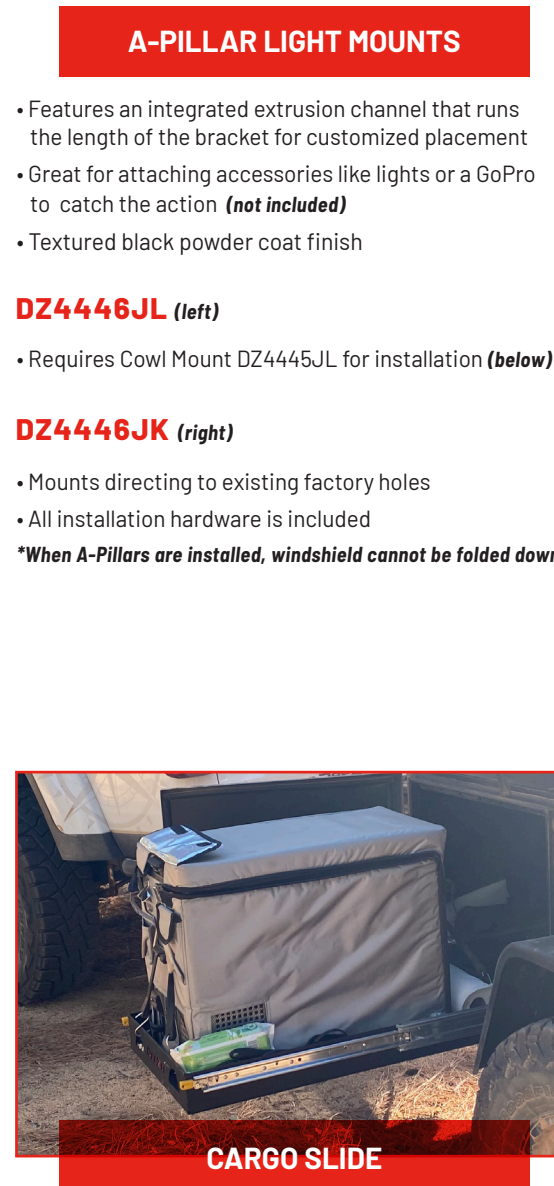 A-PILLAR LIGHT MOUNTS
• Features an integrated extrusion channel that runs
the length of the bracket for customized placement
• Great for attaching accessories like lights or a GoPro
to catch the action (not included)
• Textured black powder coat finish
DZ4446JL (left)
• Requires Cowl Mount DZ4445JL for installation (below)
DZ4446JK (right)
• Mounts directing to existing factory holes
• All installation hardware is included
*When A-Pillars are installed, windshield cannot be folded down
CARGO SLIDE